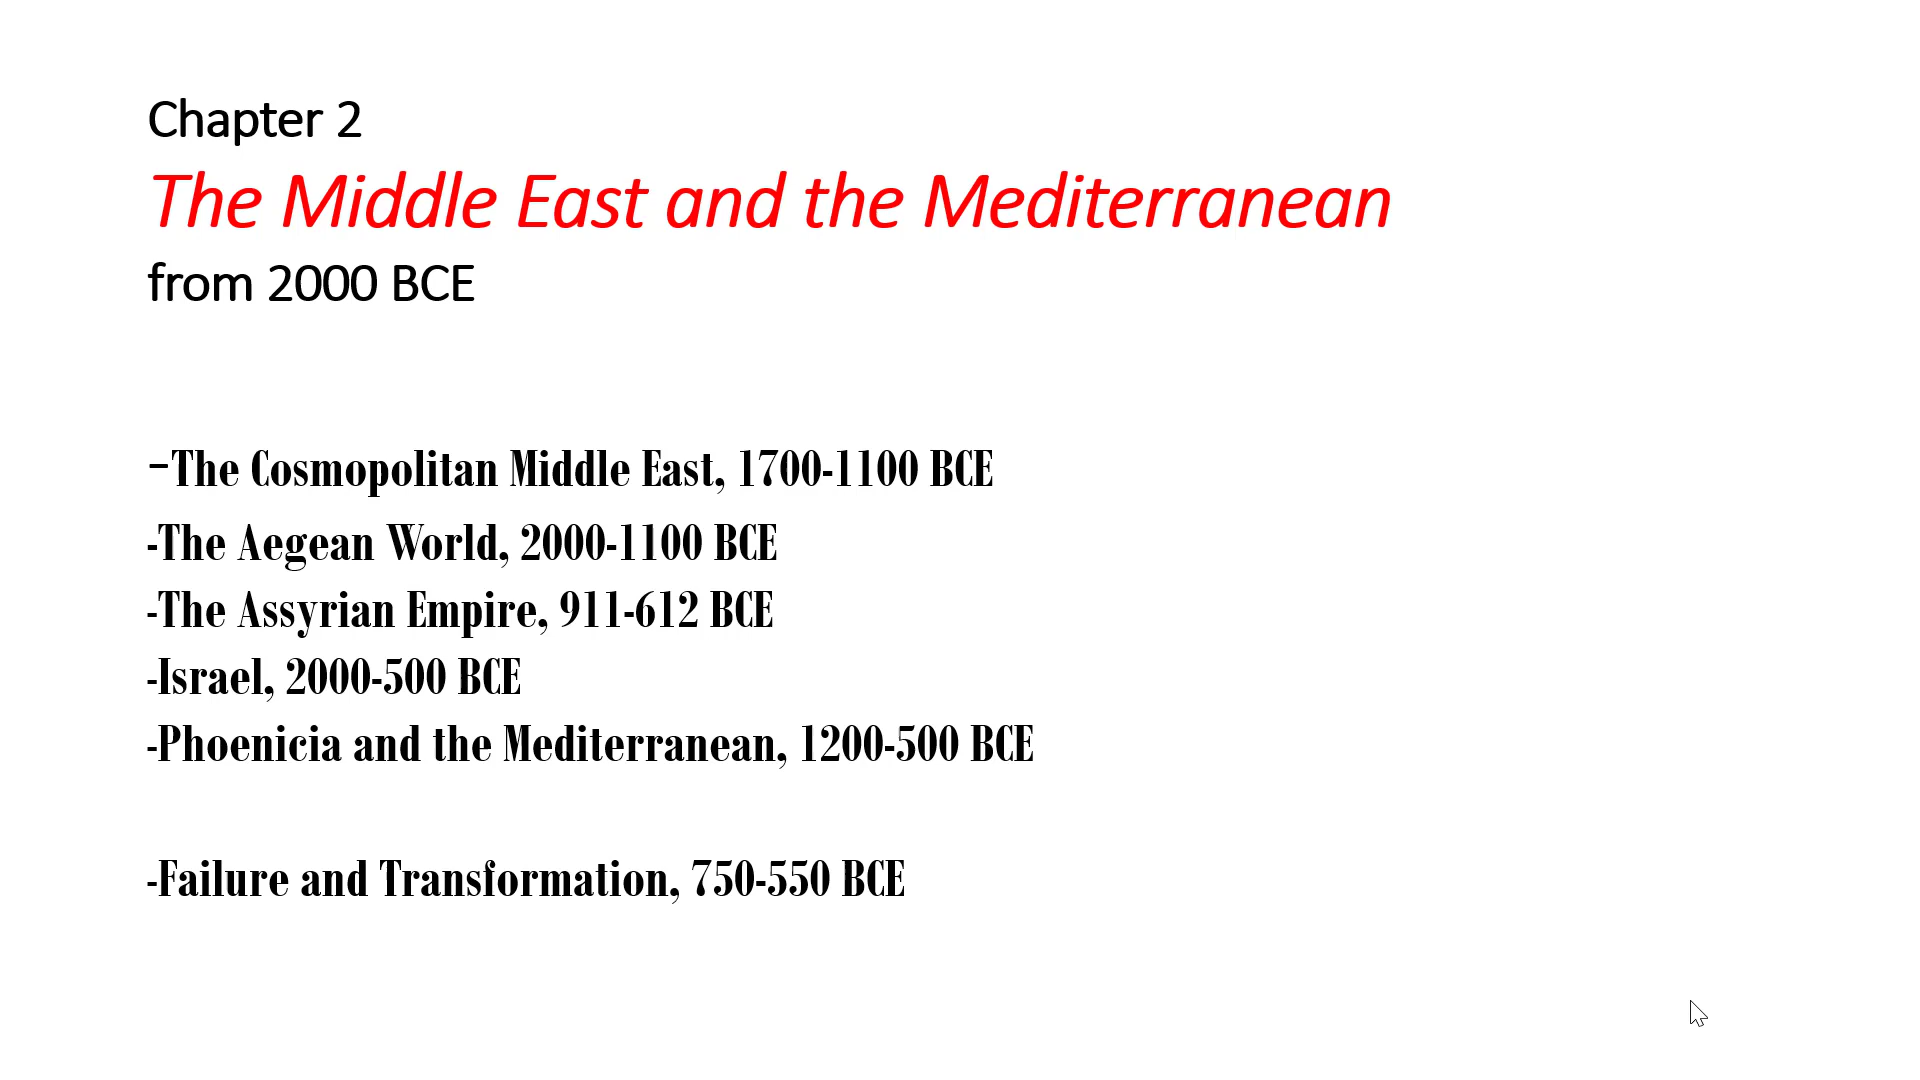 Chapter 2
The Middle East and the Mediterranean
from 2000 BCE
-The Cosmopolitan Middle East, 1700-1100 BCE
-The Aegean World, 2000-1100 BCE
-The Assyrian Empire, 911-612 BCE
-Israel, 2000-500 BCE
-Phoenicia and the Mediterranean, 1200-500 BCE
-Failure and Transformation, 750-550 BCE